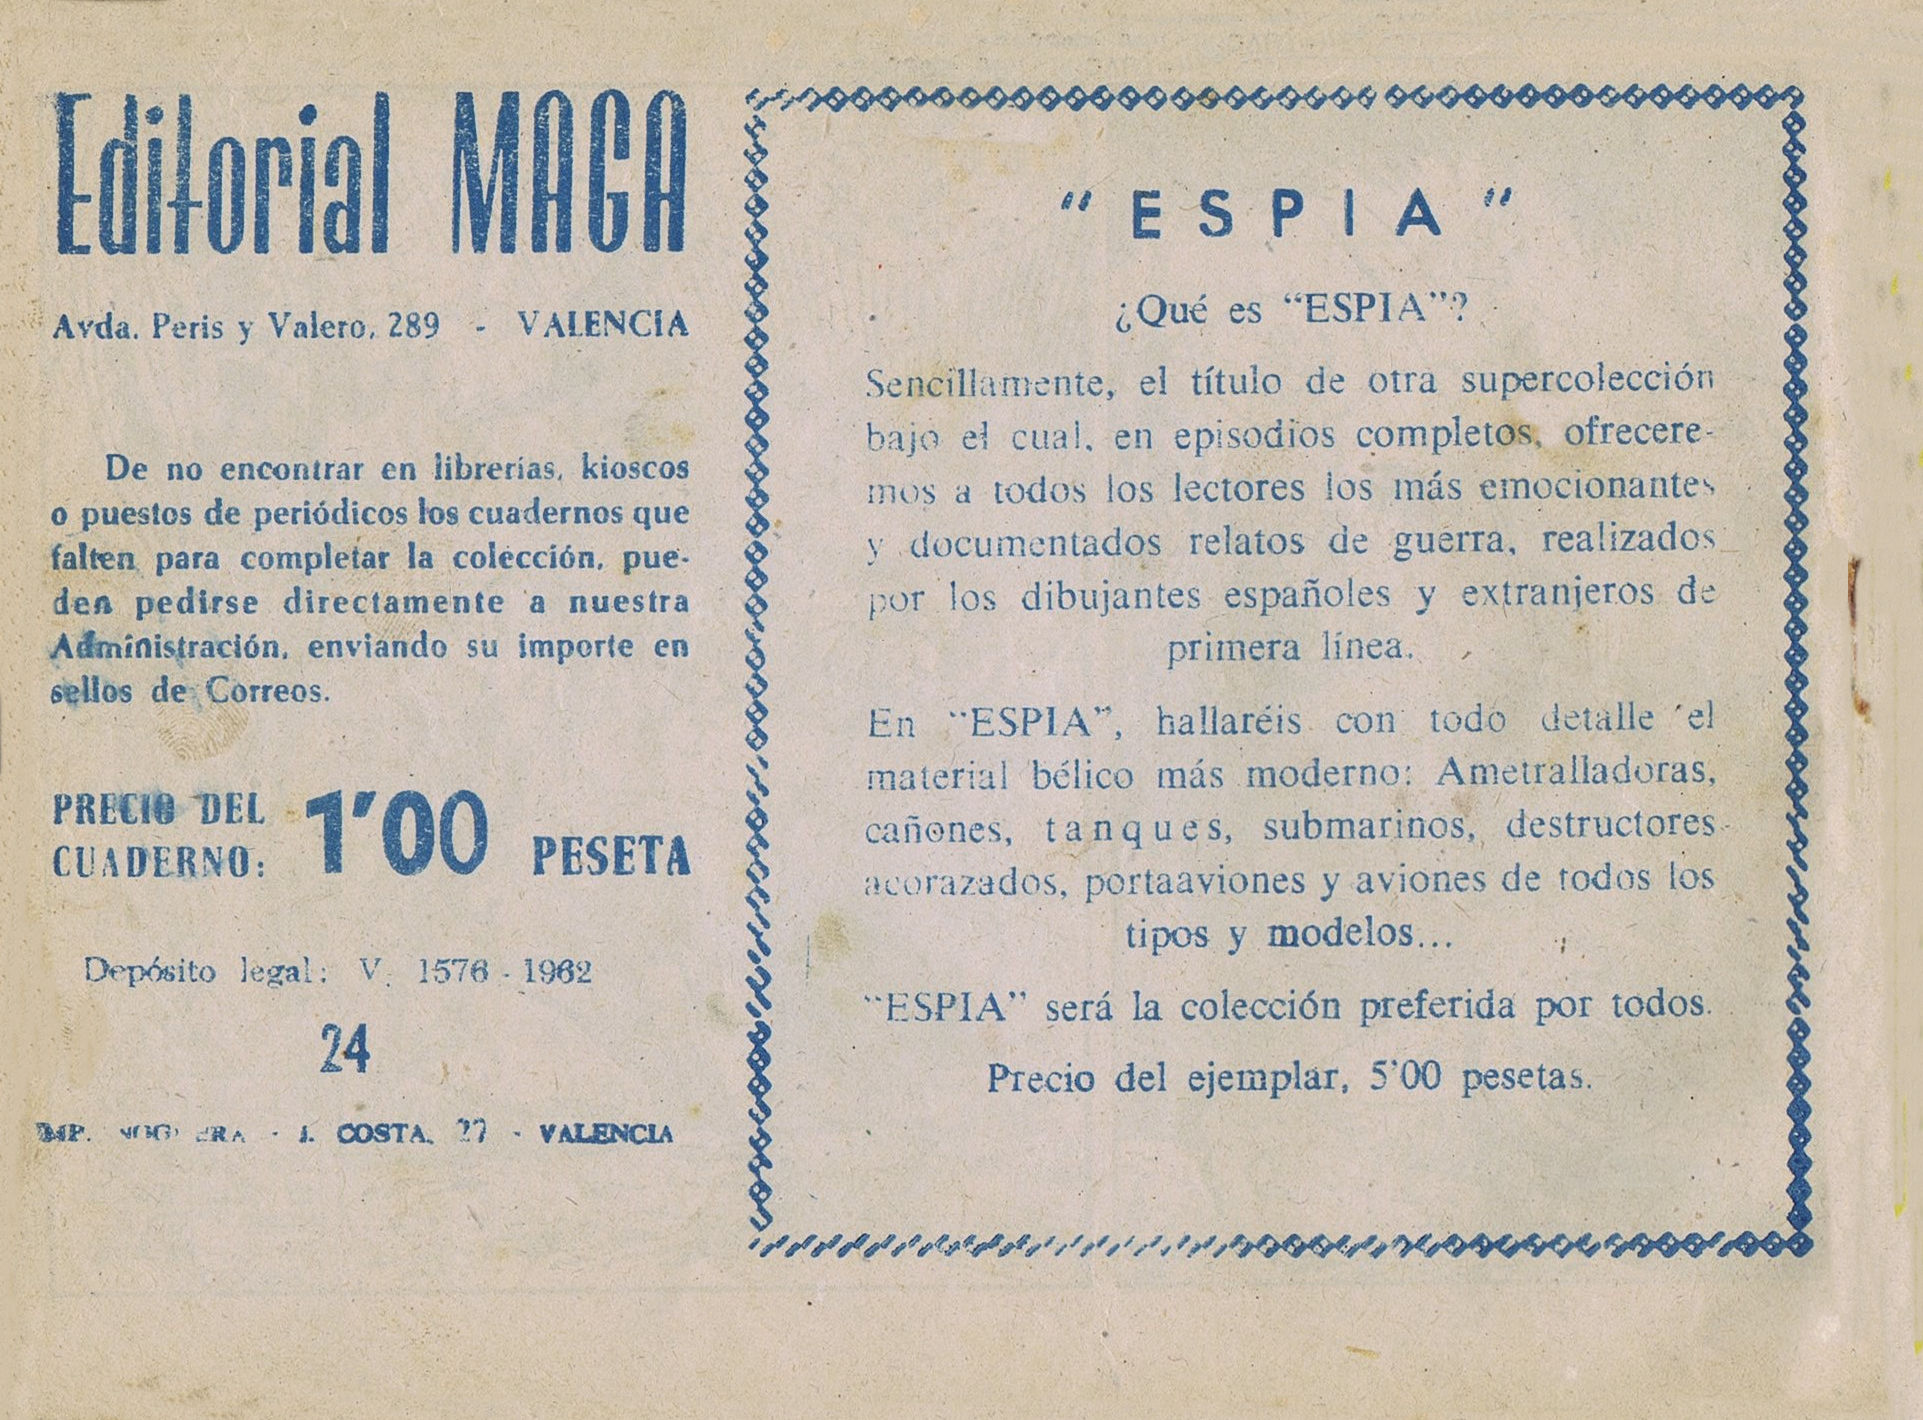 Editorial MAGA
Avda. Peris y Valero, 289 - VALENCIA
De no encontrar en librerías, kioscos
o puestos de periódicos los cuadernos que
falten para completar la colección, pue-
den pedirse directamente a nuestra
Administración, enviando su importe en
sellos de Correos.
PRECIO DEL
CUADERNO: 1'00 PESETA
Depósito legal: V. 1576 - 1962
24
IMP. - J. COSTA, 27 - VALENCIA
"ESPIA"
¿Qué es "ESPIA"?
Sencillamente, el título de otra supercolección
bajo el cual, en episodios completos, ofrecere-
mos a todos los lectores los más emocionantes
y documentados relatos de guerra, realizados
por los dibujantes españoles y extranjeros de
primera línea.
En "ESPIA", hallaréis con todo detalle el
material bélico más moderno: Ametralladoras,
cañones, tanques, submarinos, destructores
acorazados, portaaviones y aviones de todos los
tipos y modelos...
"ESPIA" será la colección preferida por todos.
Precio del ejemplar, 5'00 pesetas.